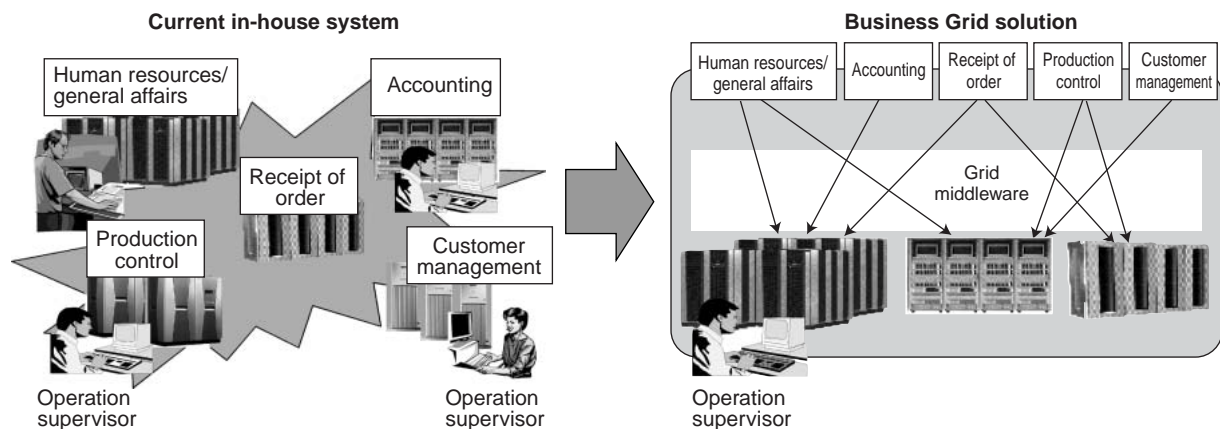 Current in-house system
Human resources/
general affairs
Accounting
Receipt of
order
Production
control
Customer
management
Operation
supervisor
Operation
supervisor
Business Grid solution
Human resources/
general affairs
Accounting
Receipt of
order
Production
control
Customer
management
Grid
middleware
Operation
supervisor